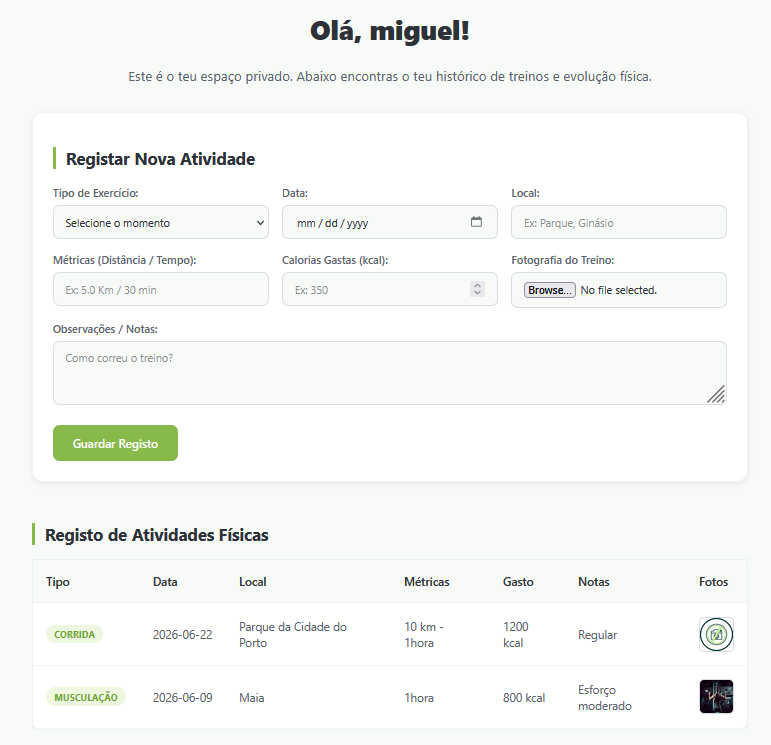 Olá, miguel!
Este é o teu espaço privado. Abaixo encontras o teu histórico de treinos e evolução física.
Registar Nova Atividade
Tipo de Exercício: Data: Local:
Selecione o momento mm / dd / yyyy Ex: Parque, Ginásio
Métricas (Distância / Tempo): Calorias Gastas (kcal): Fotografia do Treino:
Ex: 5.0 Km / 30 min Ex: 350 Browse... No file selected.
Observações / Notas:
Como correu o treino?
Guardar Registo
Registo de Atividades Físicas
Tipo Data Local Métricas Gasto Notas Fotos
CORRIDA 2026-06-22 Parque da Cidade do Porto 10 km - 1hora 1200 kcal Regular
MUSCULAÇÃO 2026-06-09 Maia 1hora 800 kcal Esforço moderado